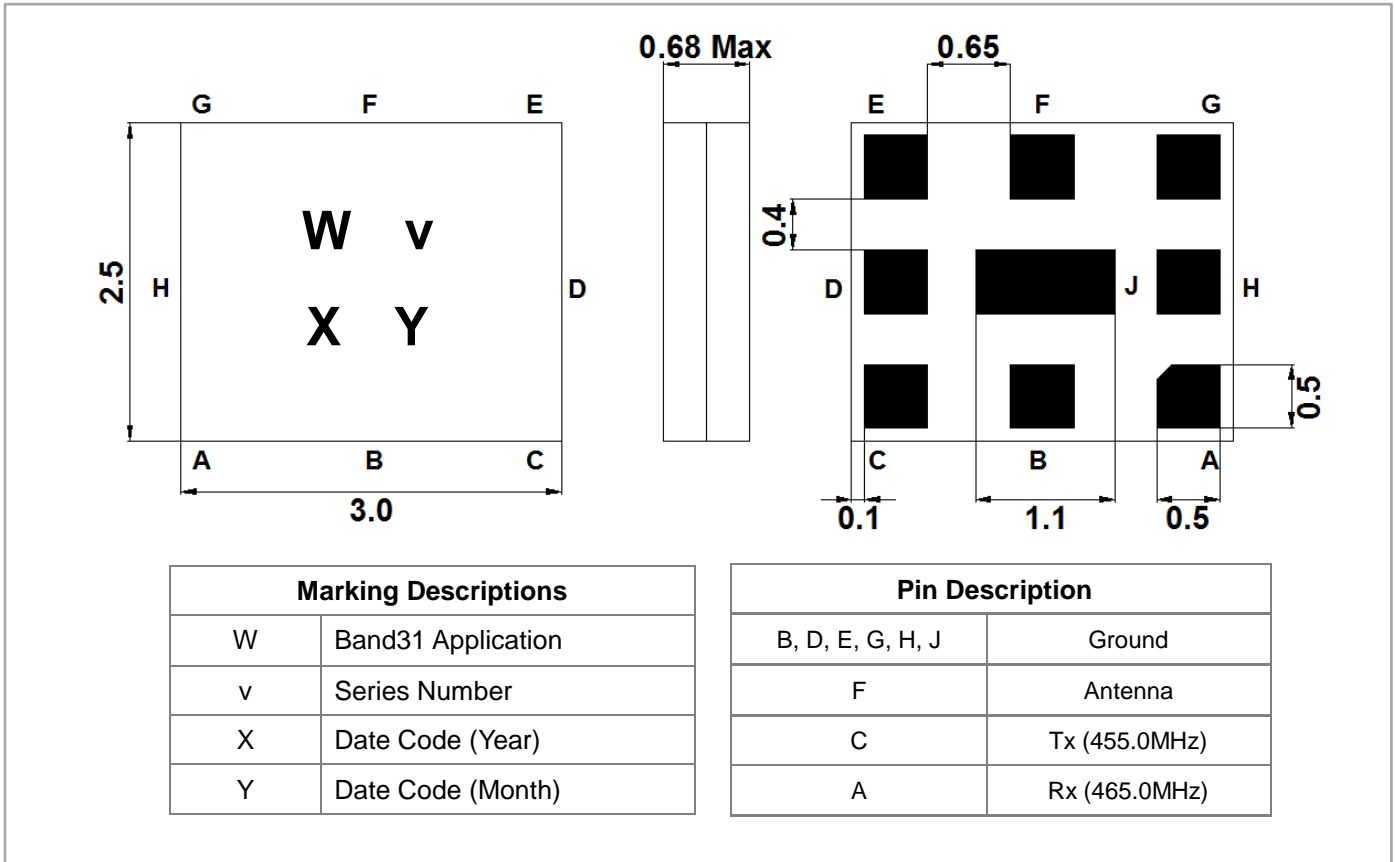 0.68 Max
0.65
G F E
E F G
W v
X Y
2.5
H
D
0.4
D
J
H
0.5
A B C
C B A
3.0
0.1
1.1
0.5
Marking Descriptions
W Band31 Application
v Series Number
X Date Code (Year)
Y Date Code (Month)
Pin Description
B, D, E, G, H, J Ground
F Antenna
C Tx (455.0MHz)
A Rx (465.0MHz)